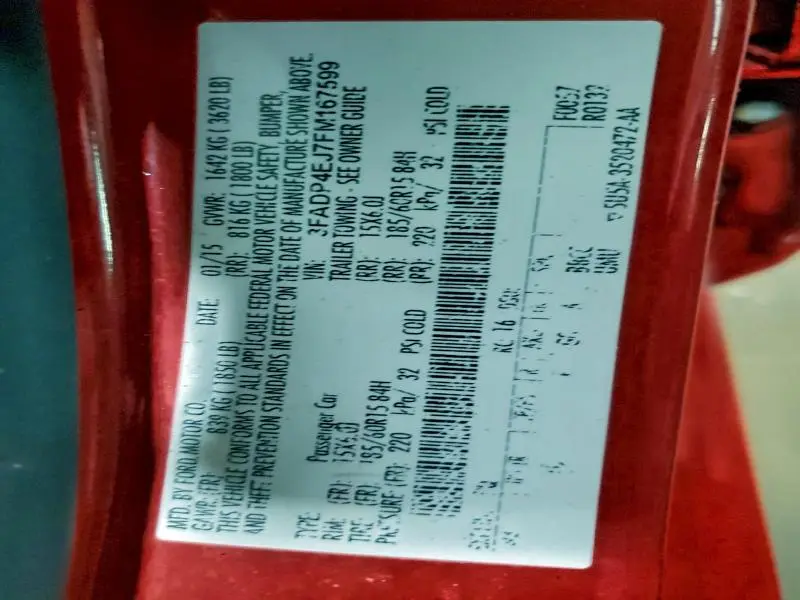 MFD. BY FORD MOTOR CO. DATE: 01/15 GVWR: 1642 KG ( 3620 LB)
GAWR: (FR) 839 KG ( 1850 LB) (RR) 816 KG ( 1800 LB)
THIS VEHICLE CONFORMS TO ALL APPLICABLE FEDERAL MOTOR VEHICLE SAFETY, BUMPER,
AND THEFT PREVENTION STANDARDS IN EFFECT ON THE DATE OF MANUFACTURE SHOWN ABOVE.
VIN: 3FADP4EJ7FM167599
TYPE: Passenger Car TRAILER TOWING - SEE OWNER GUIDE
RIM: (FR) 15X6.0J (RR) 15X6.0J
TIRE: (FR) 185/60R15 84H (RR) 185/60R15 84H
PRESSURE (FR) 220 kPa/ 32 PSI COLD (RR) 220 kPa/ 32 PSI COLD
RC: 16
F0037
R0132
UMU
5U5A-3520472-AA